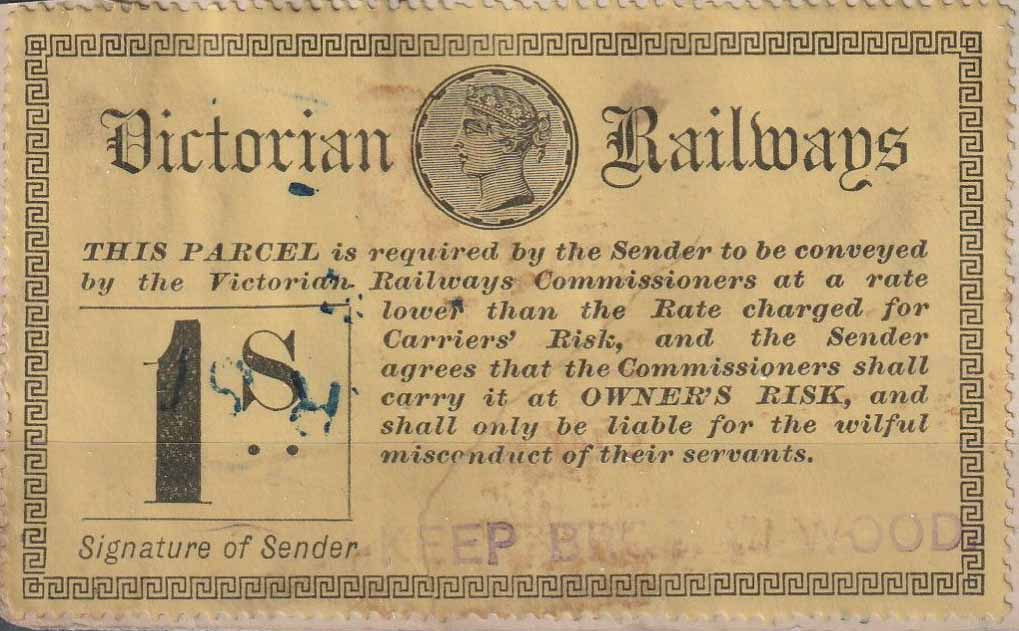 Victorian Railways
THIS PARCEL is required by the Sender to be conveyed
by the Victorian Railways Commissioners at a rate
lower than the Rate charged for
Carriers' Risk, and the Sender
agrees that the Commissioners shall
carry it at OWNER'S RISK, and
shall only be liable for the wilful
misconduct of their servants.
1S
Signature of Sender
KEEP WOOD